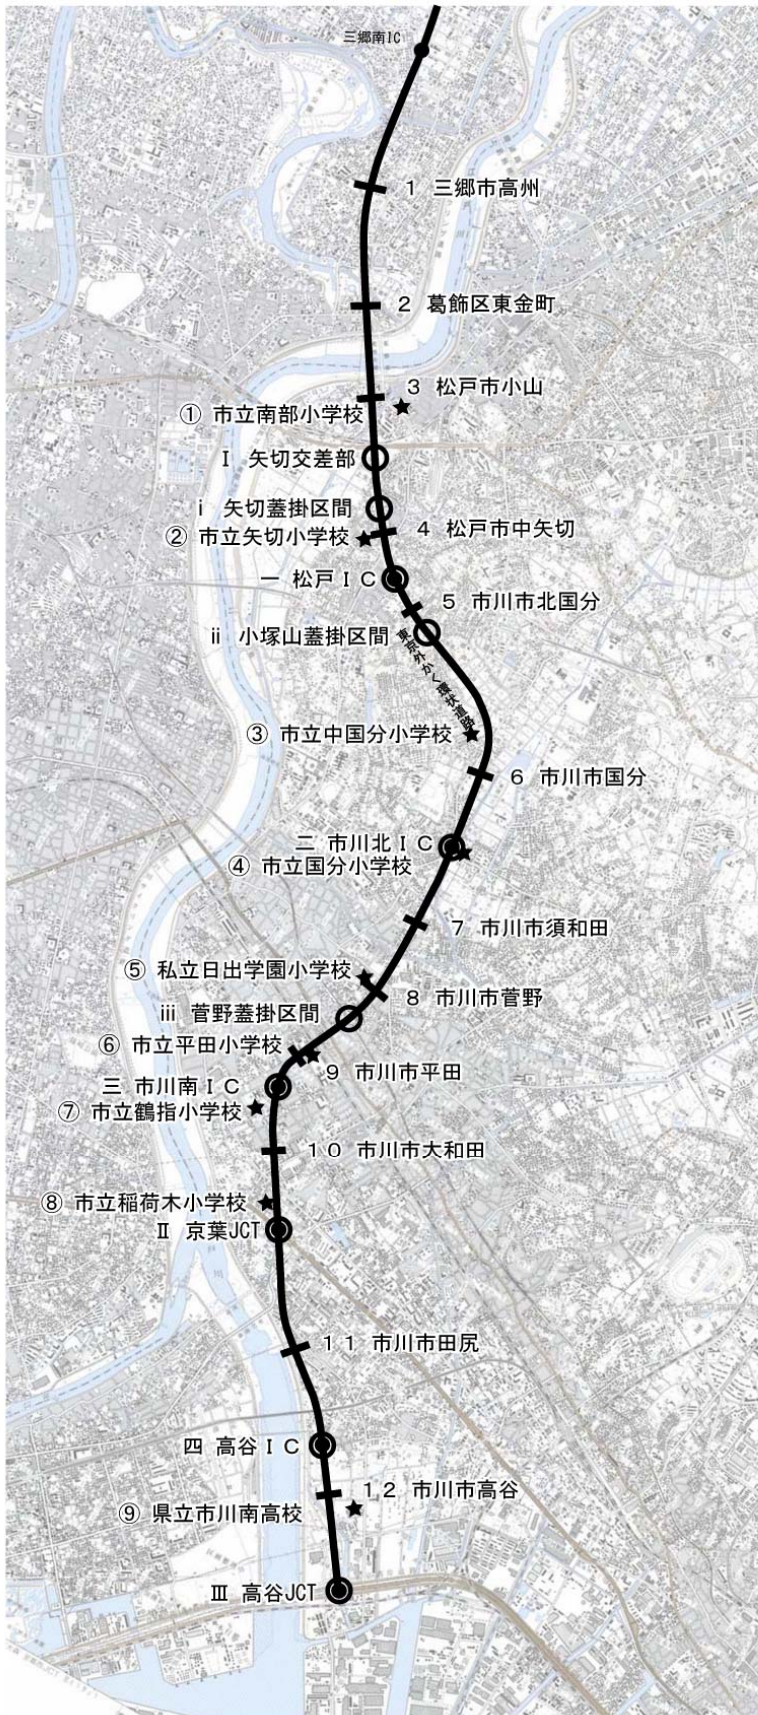 三郷南IC
1 三郷市高州
2 葛飾区東金町
3 松戸市小山
① 市立南部小学校
Ⅰ 矢切交差部
ⅰ 矢切蓋掛区間
② 市立矢切小学校
4 松戸市中矢切
一 松戸ＩＣ
5 市川市北国分
ⅱ 小塚山蓋掛区間
東京外かく環状道路
③ 市立中国分小学校
6 市川市国分
二 市川北ＩＣ
④ 市立国分小学校
7 市川市須和田
⑤ 私立日出学園小学校
8 市川市菅野
ⅲ 菅野蓋掛区間
⑥ 市立平田小学校
9 市川市平田
三 市川南ＩＣ
⑦ 市立鶴指小学校
１０ 市川市大和田
⑧ 市立稲荷木小学校
Ⅱ 京葉JCT
１１ 市川市田尻
四 高谷ＩＣ
１２ 市川市高谷
⑨ 県立市川南高校
Ⅲ 高谷JCT